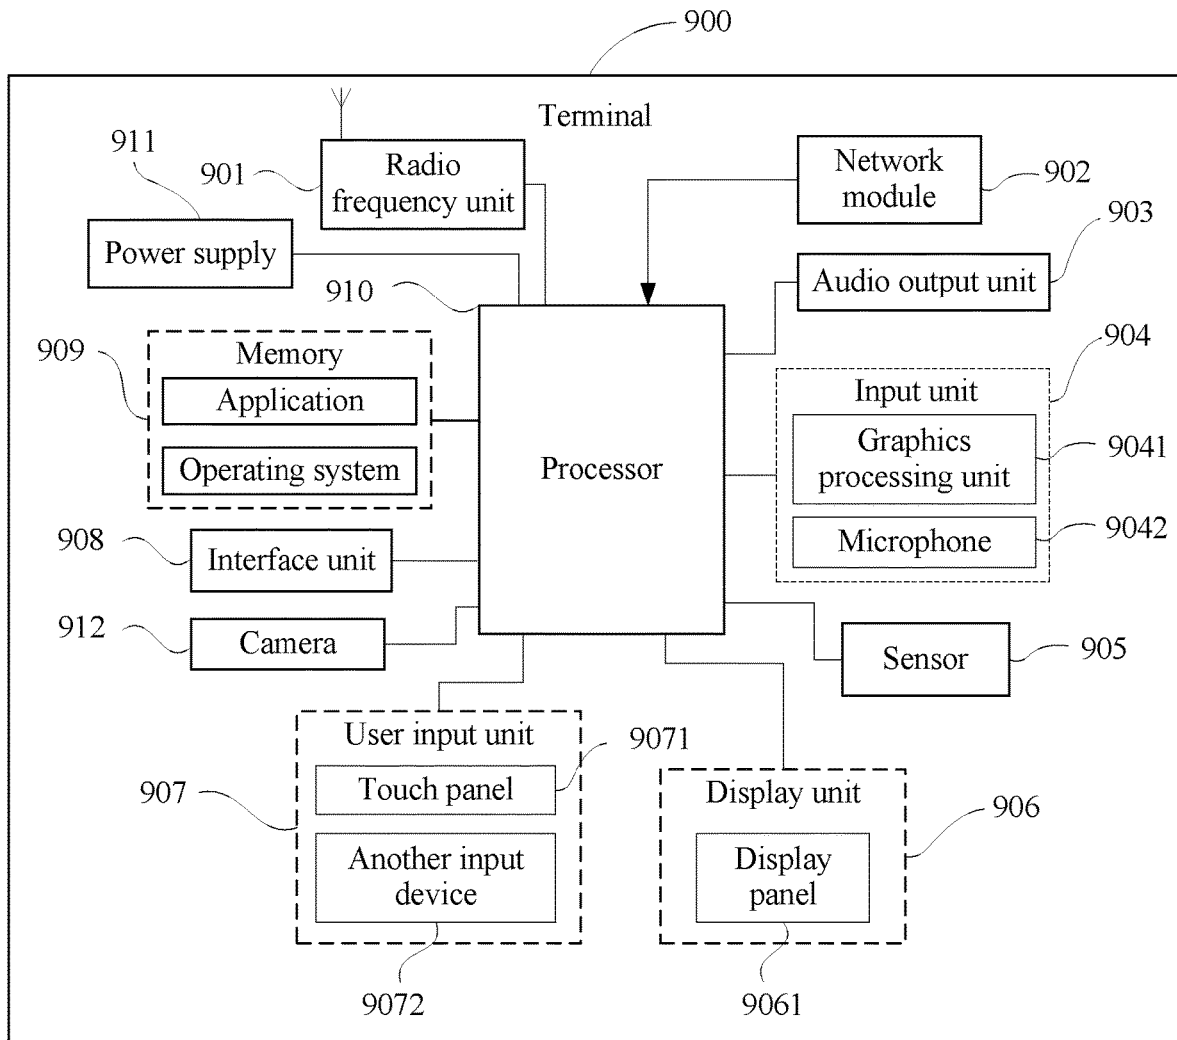 900
Terminal
911
901
Radio
frequency unit
Network
module
902
903
Power supply
910
Audio output unit
909
Memory
Application
Operating system
Processor
904
Input unit
Graphics
processing unit
9041
Microphone
9042
908
Interface unit
912
Camera
Sensor
905
User input unit
9071
907
Touch panel
Another input
device
9072
Display unit
906
Display
panel
9061